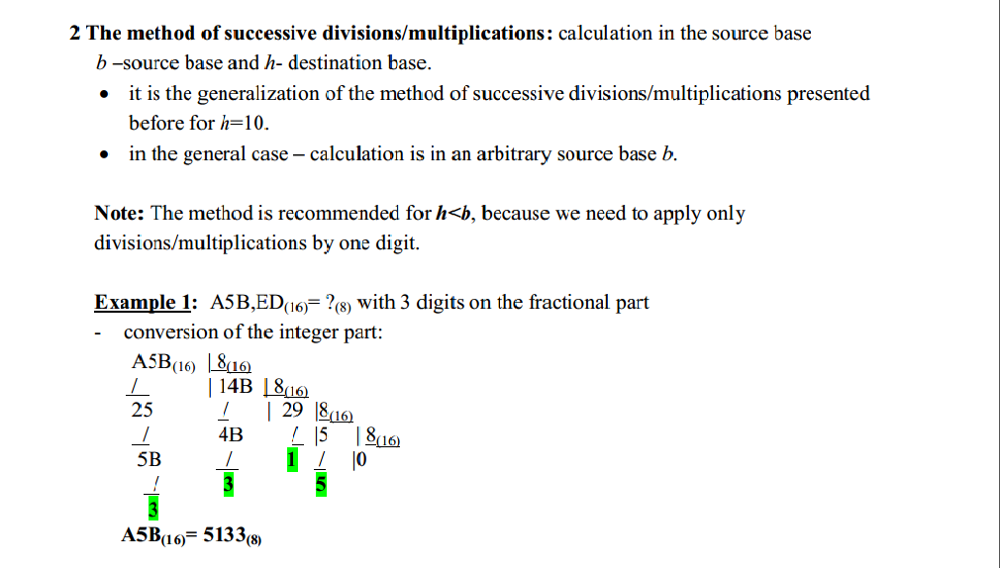 2 The method of successive divisions/multiplications: calculation in the source base
b –source base and h- destination base.
• it is the generalization of the method of successive divisions/multiplications presented
before for h=10.
• in the general case – calculation is in an arbitrary source base b.
Note: The method is recommended for h<b, because we need to apply only
divisions/multiplications by one digit.
Example 1: A5B,ED(16)= ?(8) with 3 digits on the fractional part
- conversion of the integer part:
A5B(16) | 8(16)
/ | 14B | 8(16)
25 / | 29 |8(16)
/ 4B / |5 | 8(16)
5B / 1 / |0
/ 3 5
3
A5B(16)= 5133(8)